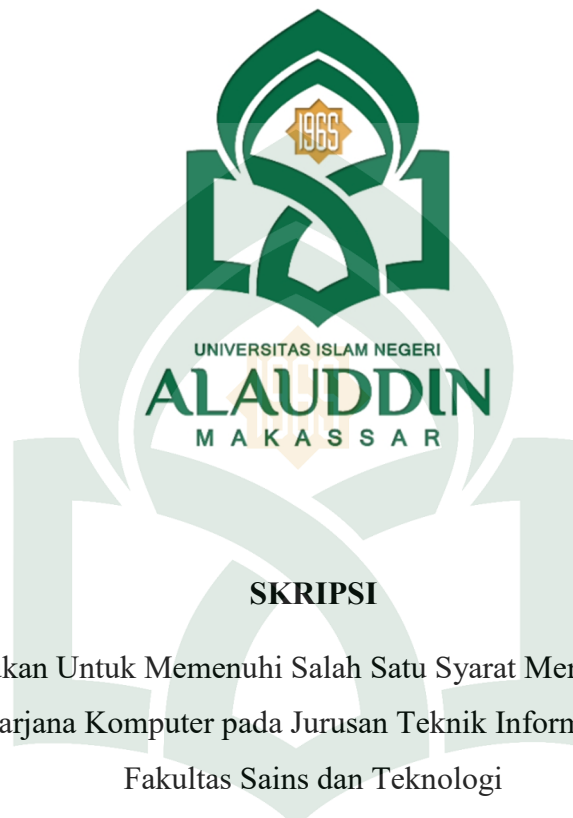 1965
UNIVERSITAS ISLAM NEGERI
ALAUDDIN
MAKASSAR
SKRIPSI
Untuk Memenuhi Salah Satu Syarat
Komputer pada Jurusan Teknik
Fakultas Sains dan Teknologi